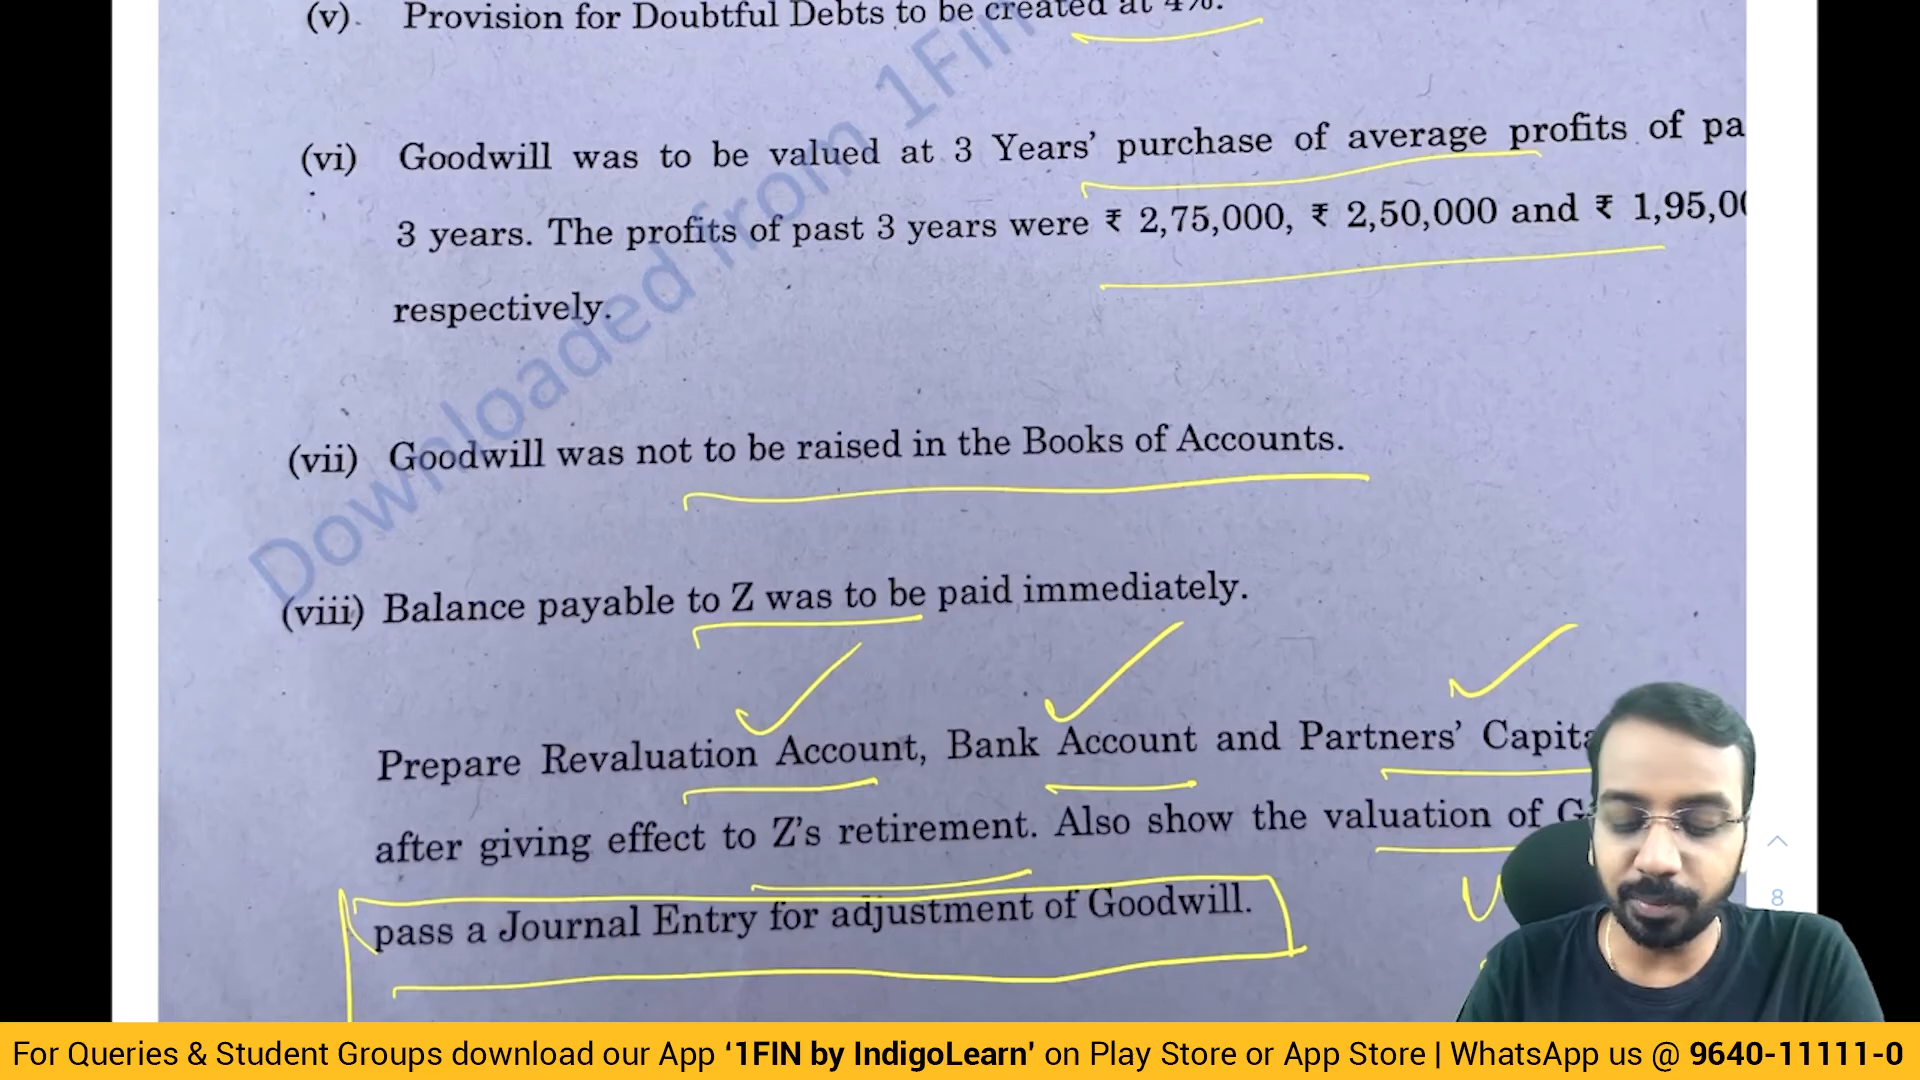 (v). Provision for Doubtful Debts to be created at 4%.
(vi) Goodwill was to be valued at 3 Years' purchase of average profits of pa
3 years. The profits of past 3 years were ₹ 2,75,000, ₹ 2,50,000 and ₹ 1,95,00
respectively.
(vii) Goodwill was not to be raised in the Books of Accounts.
(viii) Balance payable to Z was to be paid immediately.
Prepare Revaluation Account, Bank Account and Partners' Capita
after giving effect to Z's retirement. Also show the valuation of G
pass a Journal Entry for adjustment of Goodwill.
Downloaded from 1Fin
8
For Queries & Student Groups download our App '1FIN by IndigoLearn' on Play Store or App Store | WhatsApp us @ 9640-11111-0